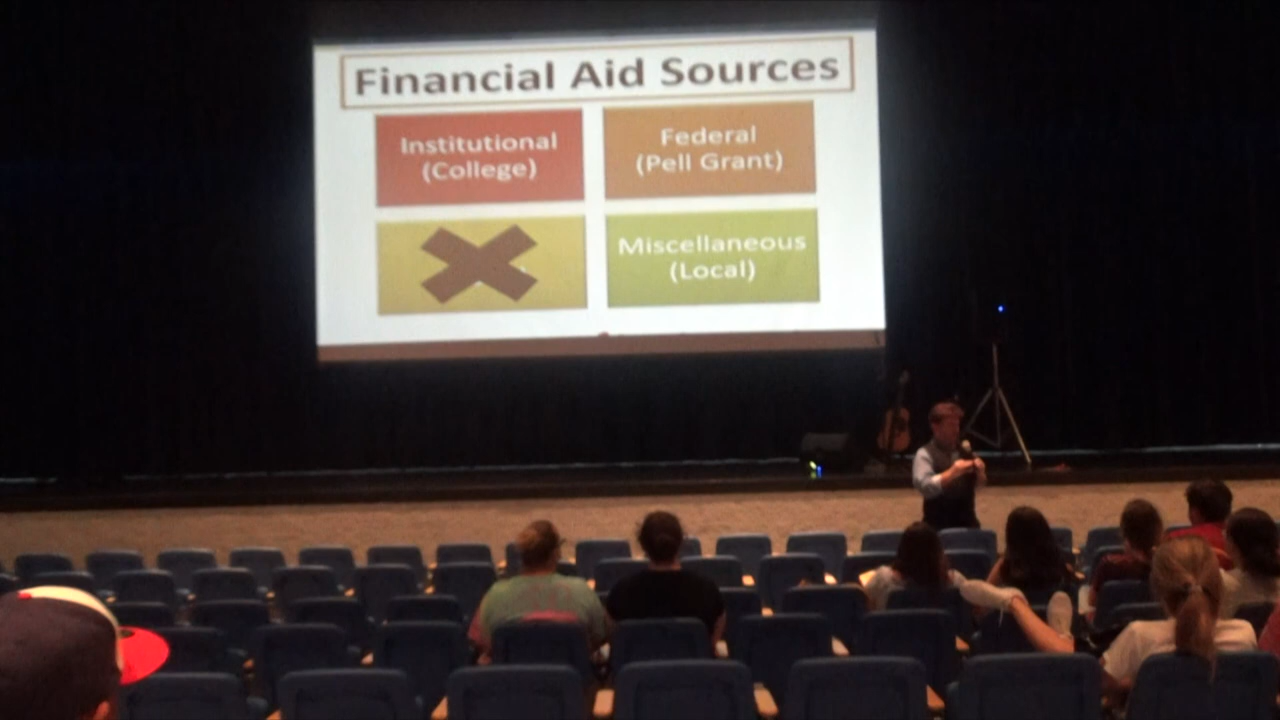 Financial Aid Sources
Institutional
(College)
Federal
(Pell Grant)
Miscellaneous
(Local)